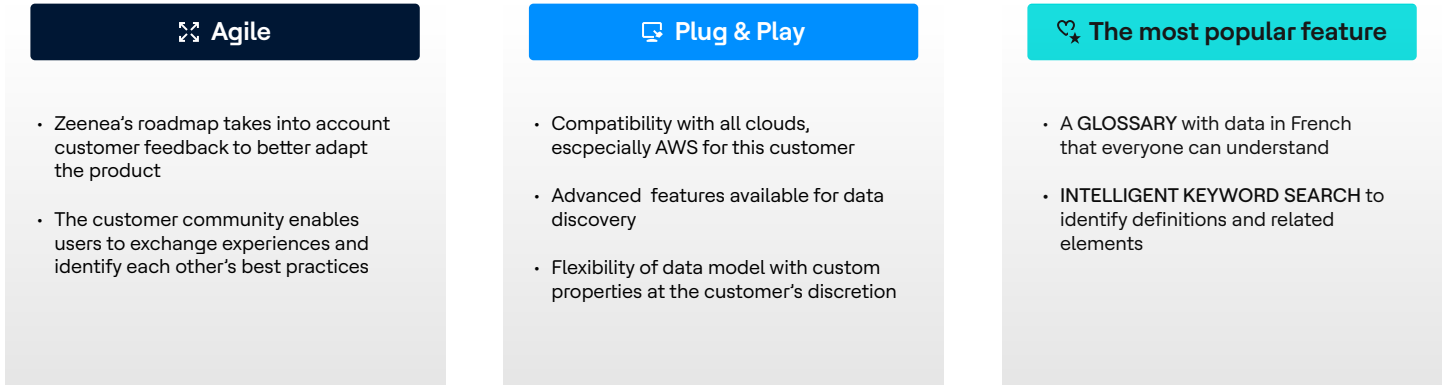 Agile
• Zeenea's roadmap takes into account
customer feedback to better adapt
the product
• The customer community enables
users to exchange experiences and
identify each other's best practices
Plug & Play
• Compatibility with all clouds,
escpecially AWS for this customer
• Advanced  features available for data
discovery
• Flexibility of data model with custom
properties at the customer's discretion
The most popular feature
• A GLOSSARY with data in French
that everyone can understand
• INTELLIGENT KEYWORD SEARCH to
identify definitions and related
elements